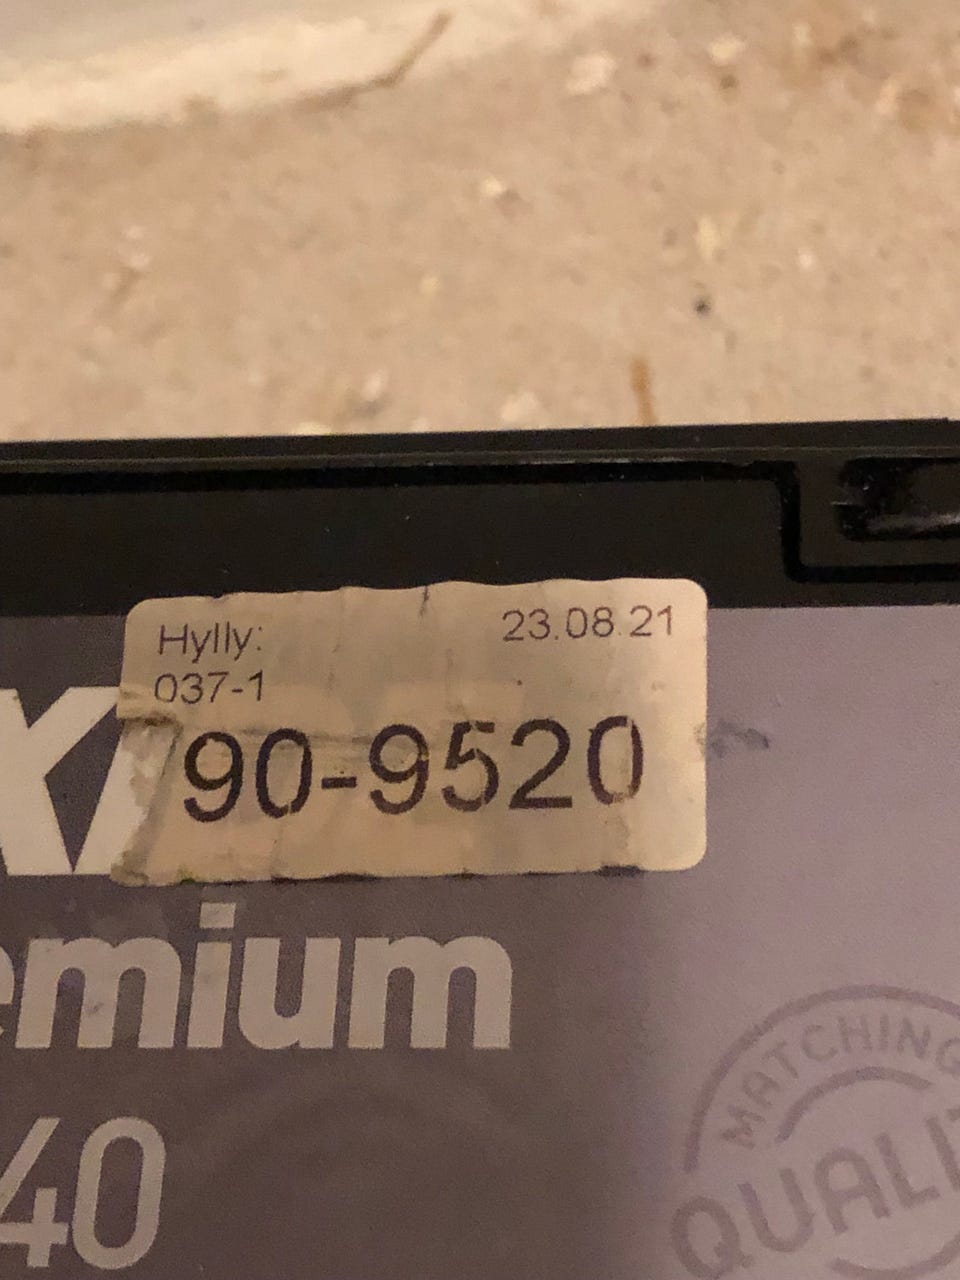 Hylly: 23.08.21
037-1
90-9520
emium
40
MATCHING
QUALI